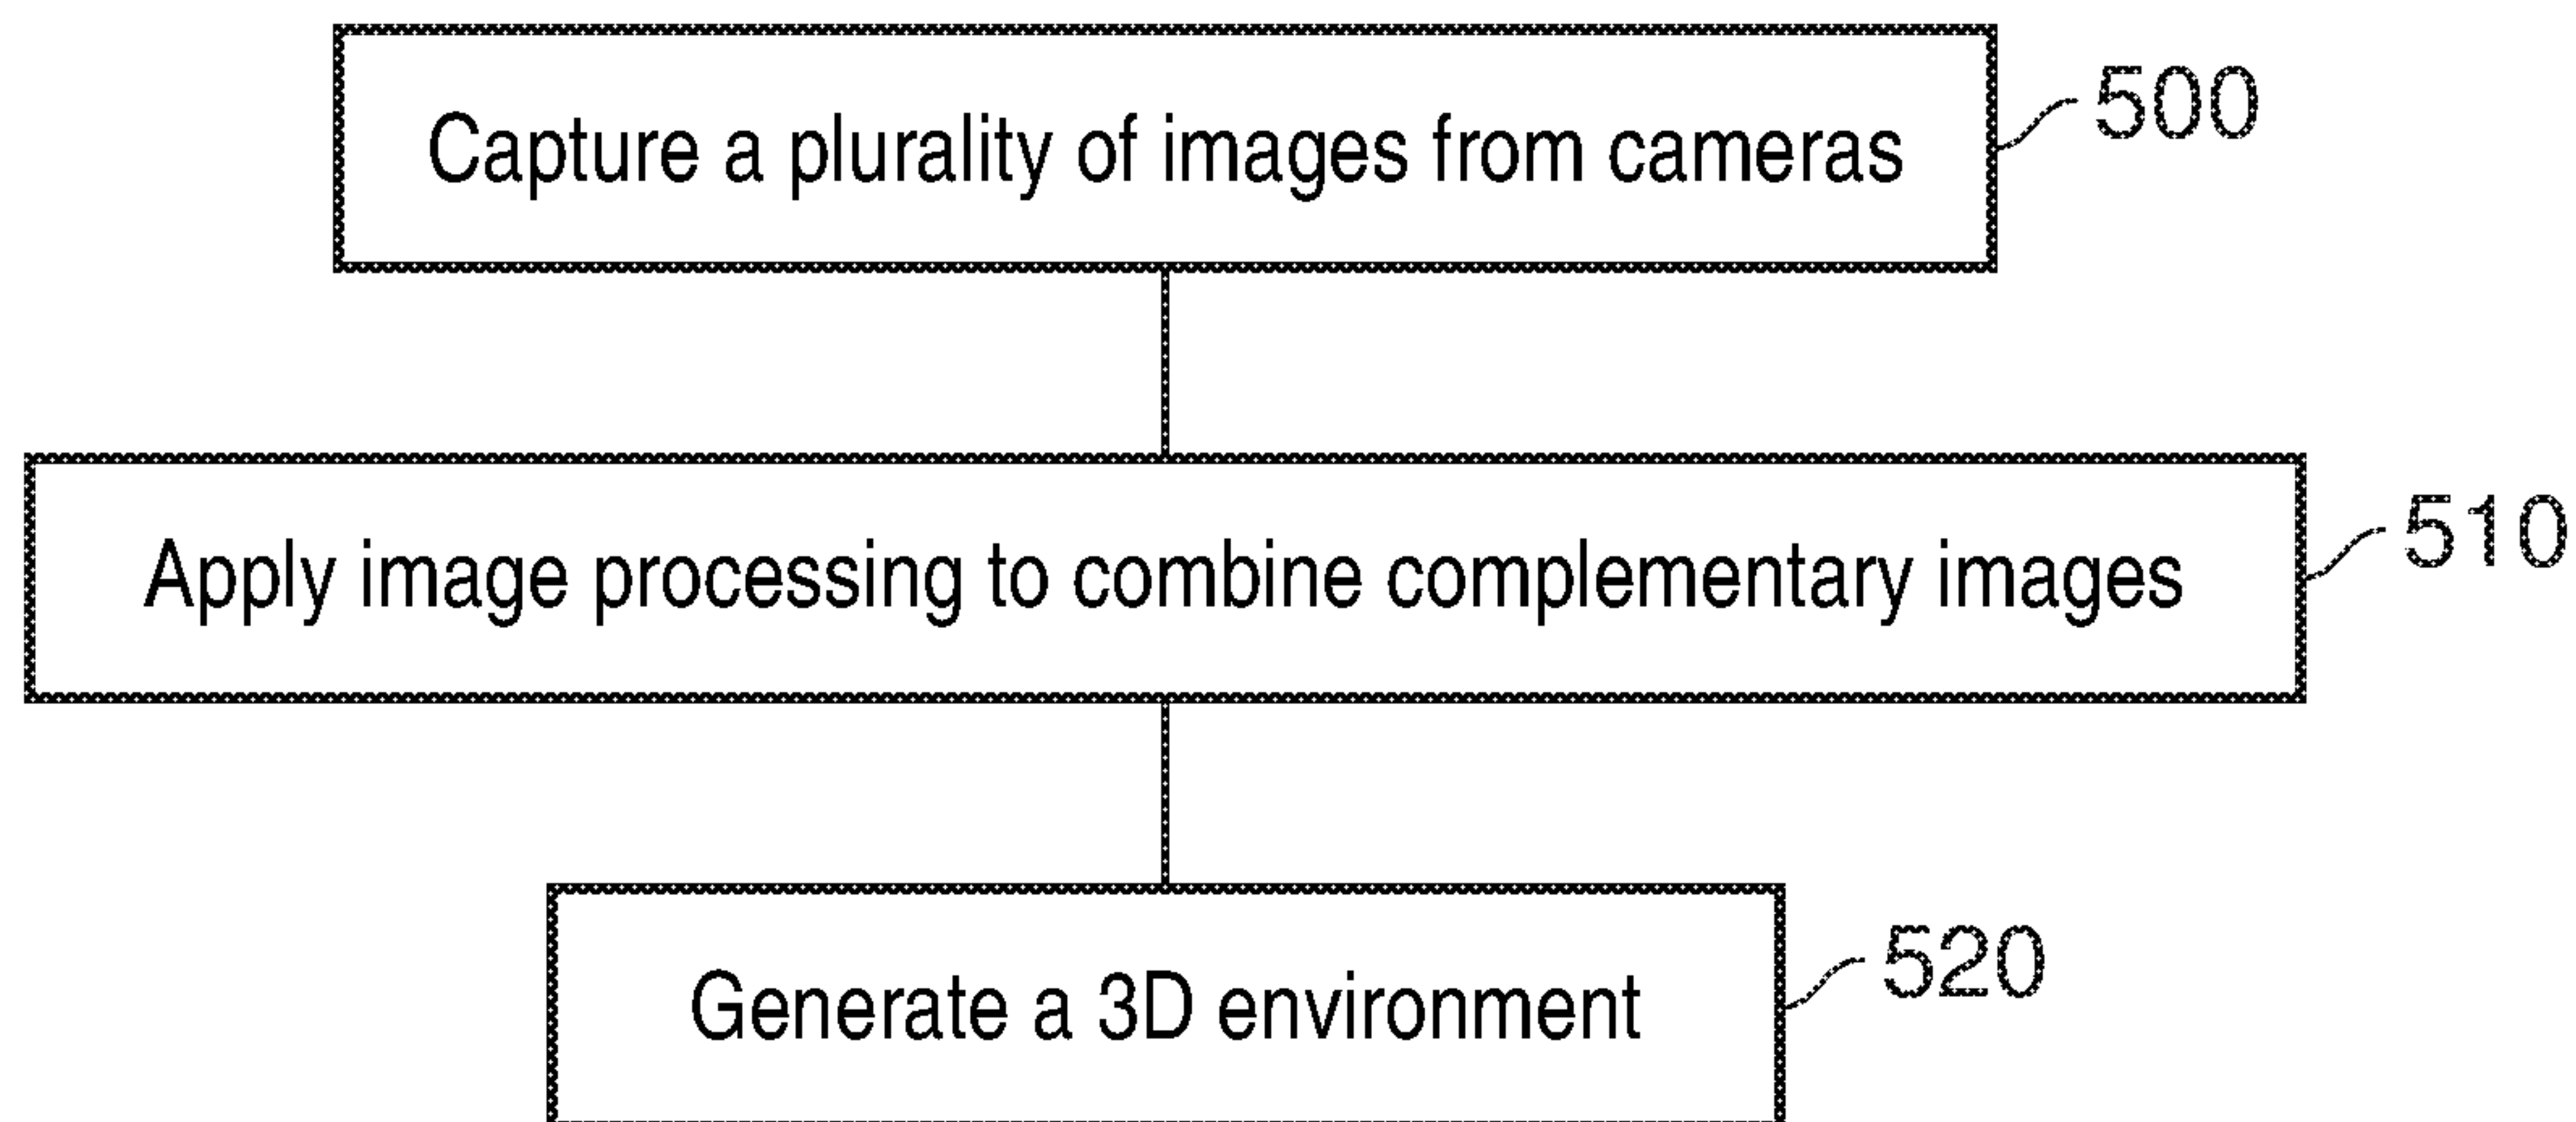 Capture a plurality of images from cameras
500
Apply image processing to combine complementary images
510
Generate a 3D environment
520